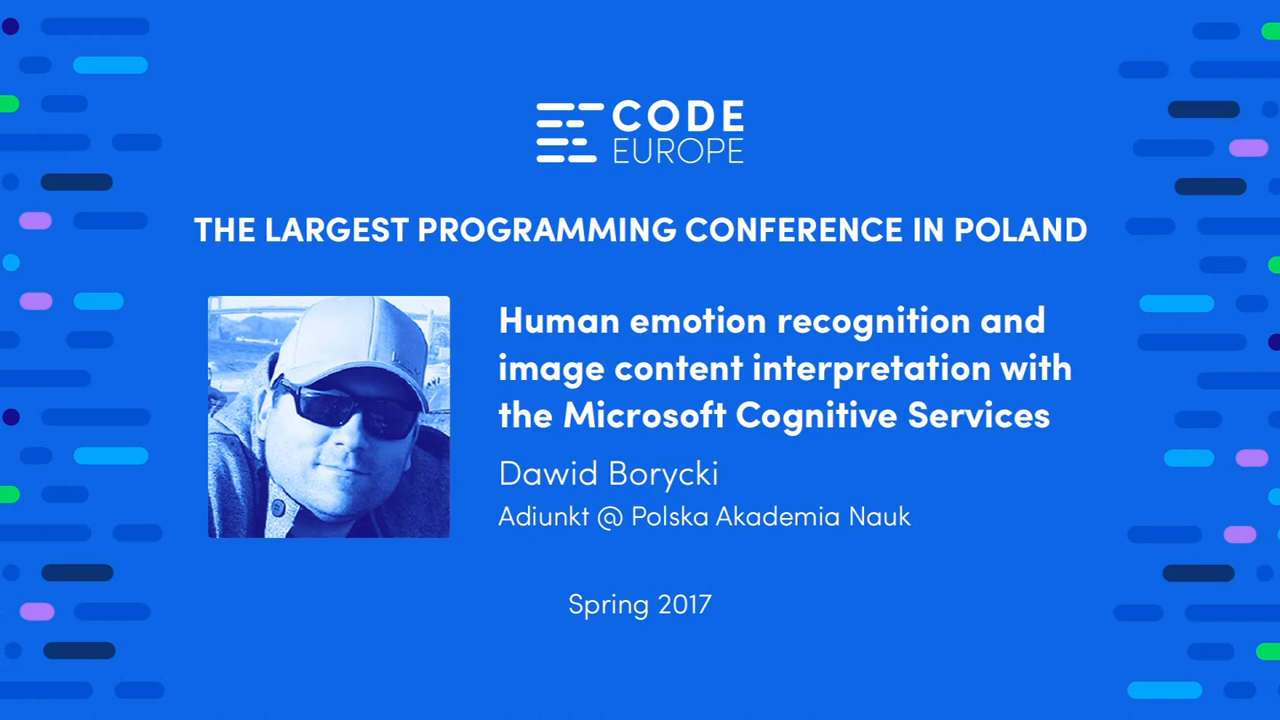 CODE
EUROPE
THE LARGEST PROGRAMMING CONFERENCE IN POLAND
Human emotion recognition and
image content interpretation with
the Microsoft Cognitive Services
Dawid Borycki
Adiunkt @ Polska Akademia Nauk
Spring 2017